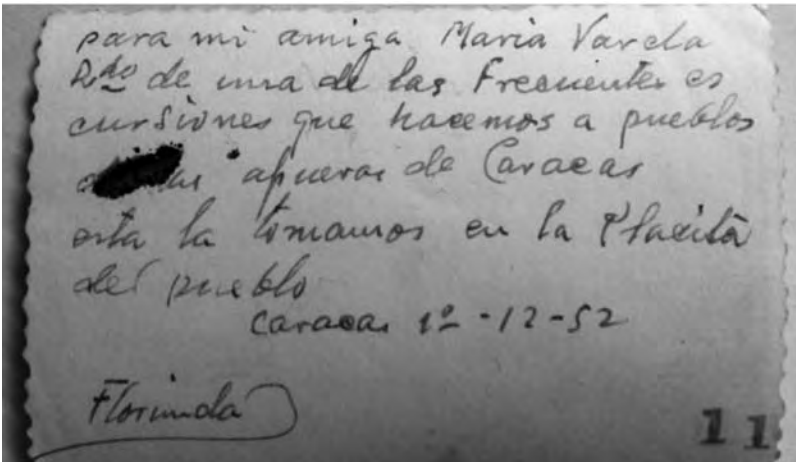 para mi amiga Maria Varela
Rdo de una de las Frecuentes es
cursiones que hacemos a pueblos
afueras de Caracas
esta la tomamos en la Placita
del pueblo
Caracas 1º-12-52
Florinda
11